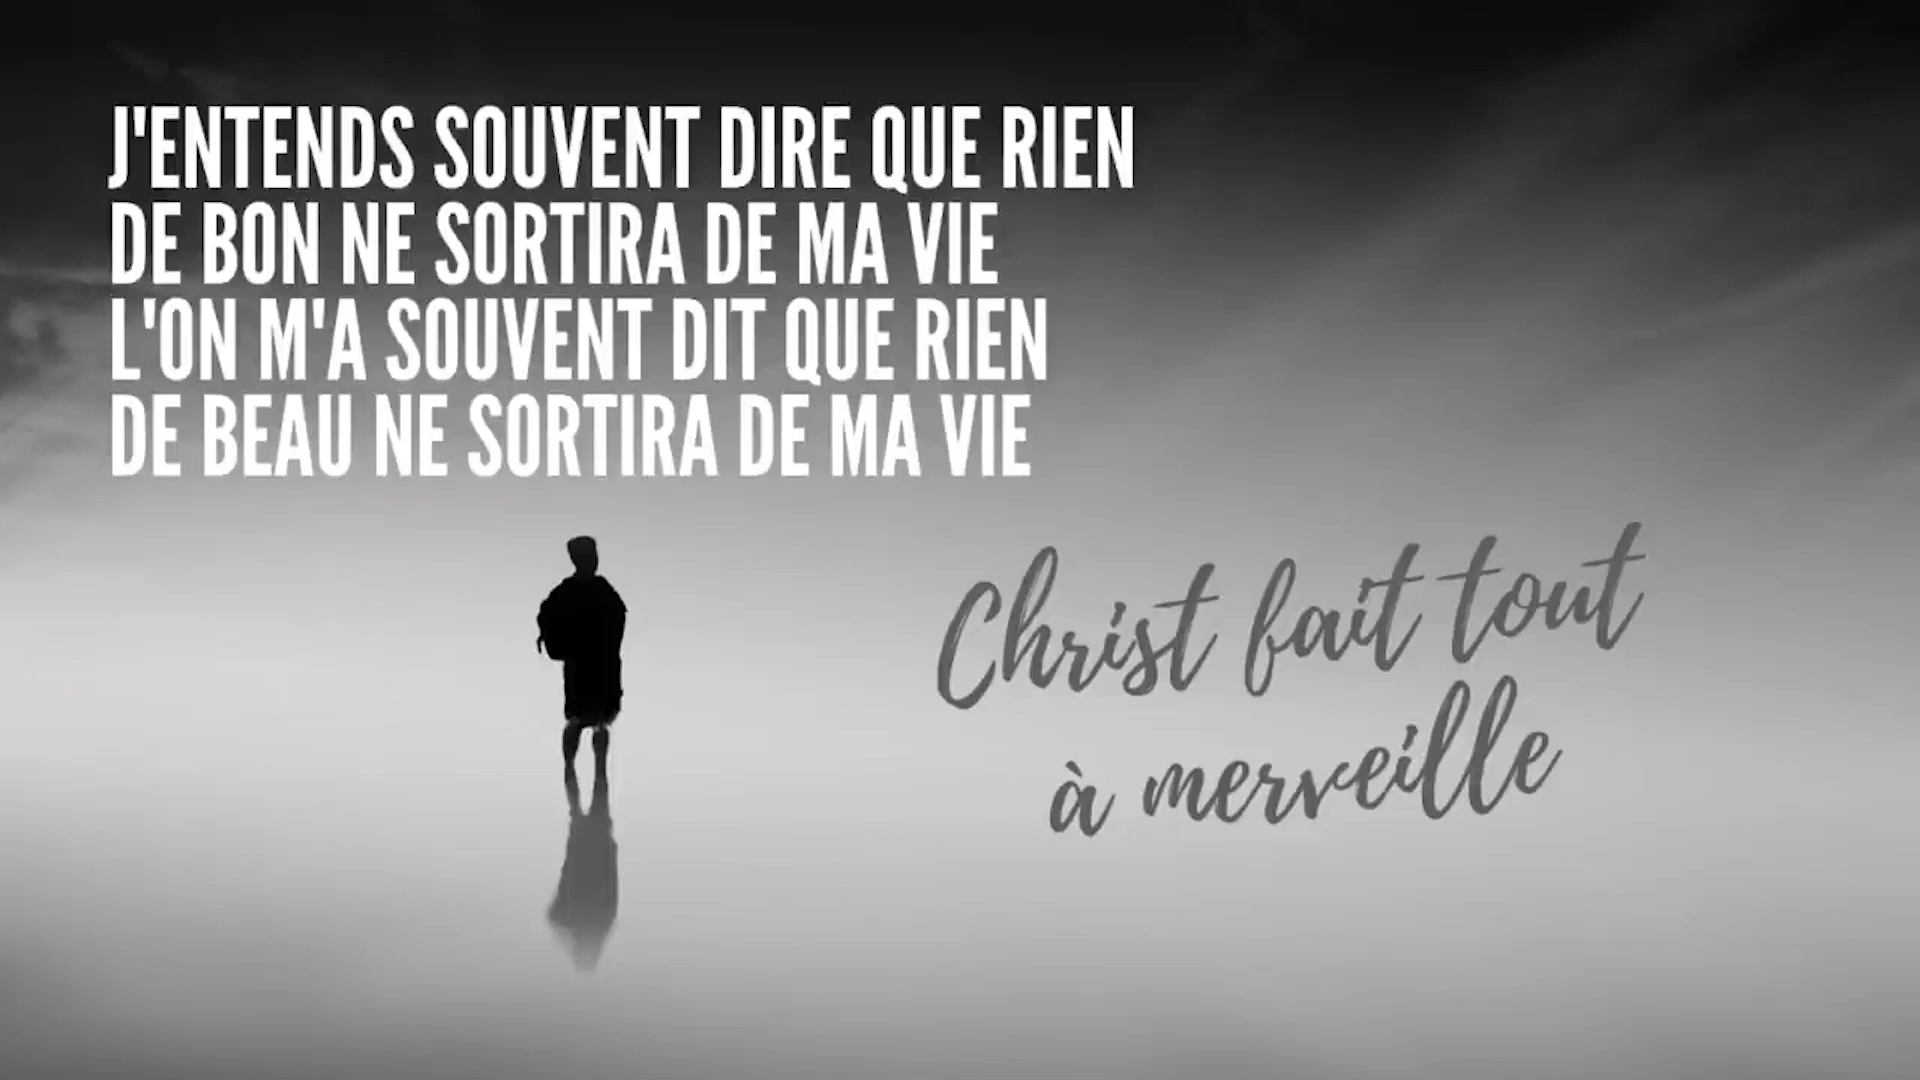 J'ENTENDS SOUVENT DIRE QUE RIEN
DE BON NE SORTIRA DE MA VIE
L'ON M'A SOUVENT DIT QUE RIEN
DE BEAU NE SORTIRA DE MA VIE
Christ fait tout
à merveille